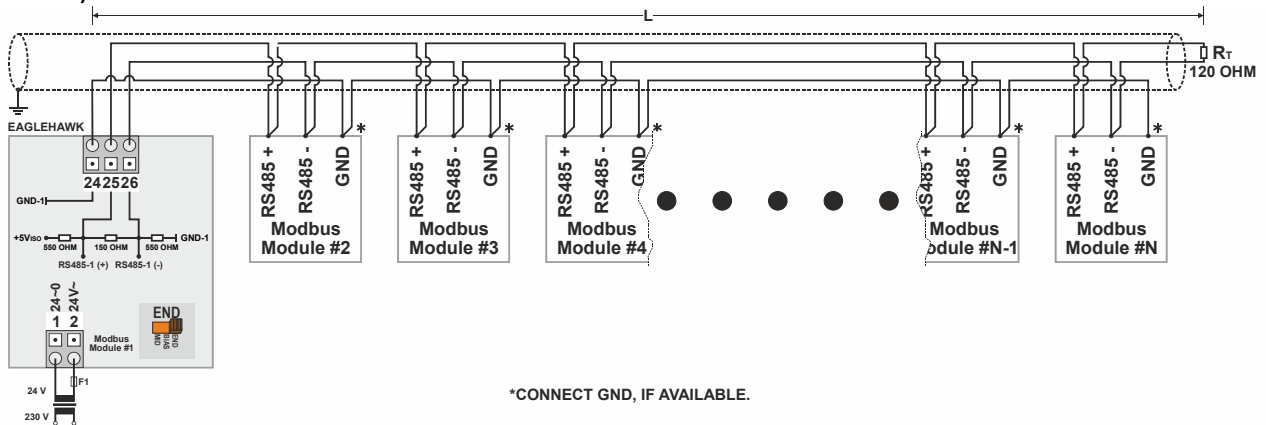 L
RT
120 OHM
EAGLEHAWK
24 25 26
GND-1
+5VISO
550 OHM
150 OHM
550 OHM
GND-1
RS485-1 (+) RS485-1 (-)
24~0
24V~
1 2
END
MID
BIAS
END
Modbus
Module #1
F1
24 V
230 V
RS485 +
RS485 -
GND
*
Modbus
Module #2
RS485 +
RS485 -
GND
*
Modbus
Module #3
RS485 +
RS485 -
GND
*
Modbus
Module #4
RS485 +
RS485 -
GND
*
Modbus
Module #N-1
RS485 +
RS485 -
GND
*
Modbus
Module #N
*CONNECT GND, IF AVAILABLE.